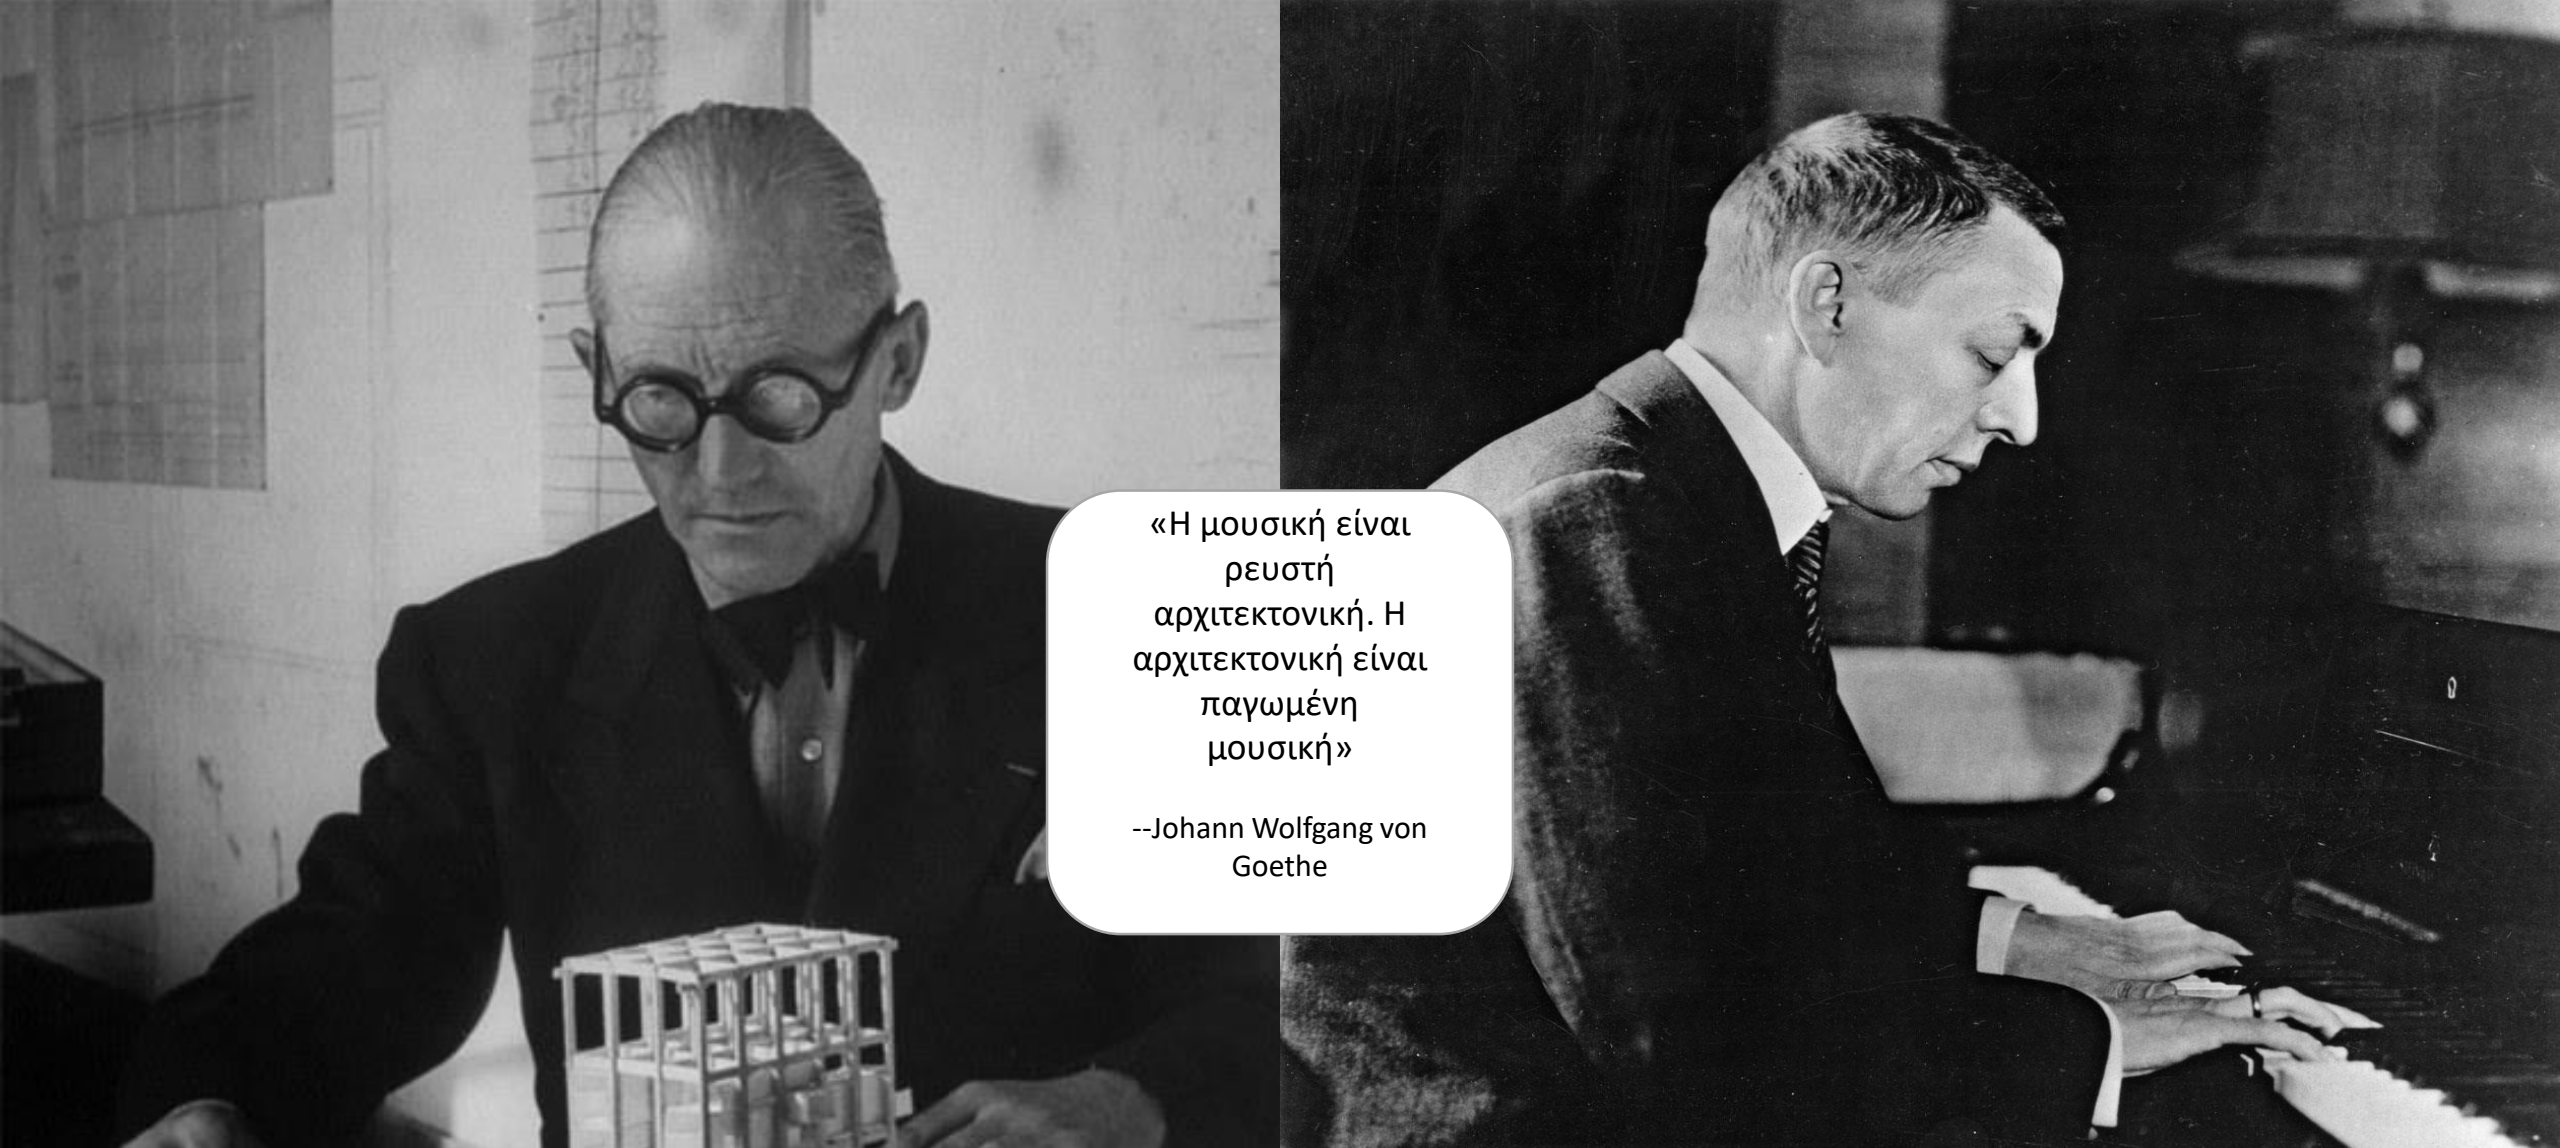 «Η μουσική είναι
ρευστή
αρχιτεκτονική. Η
αρχιτεκτονική είναι
παγωμένη
μουσική»
--Johann Wolfgang von
Goethe